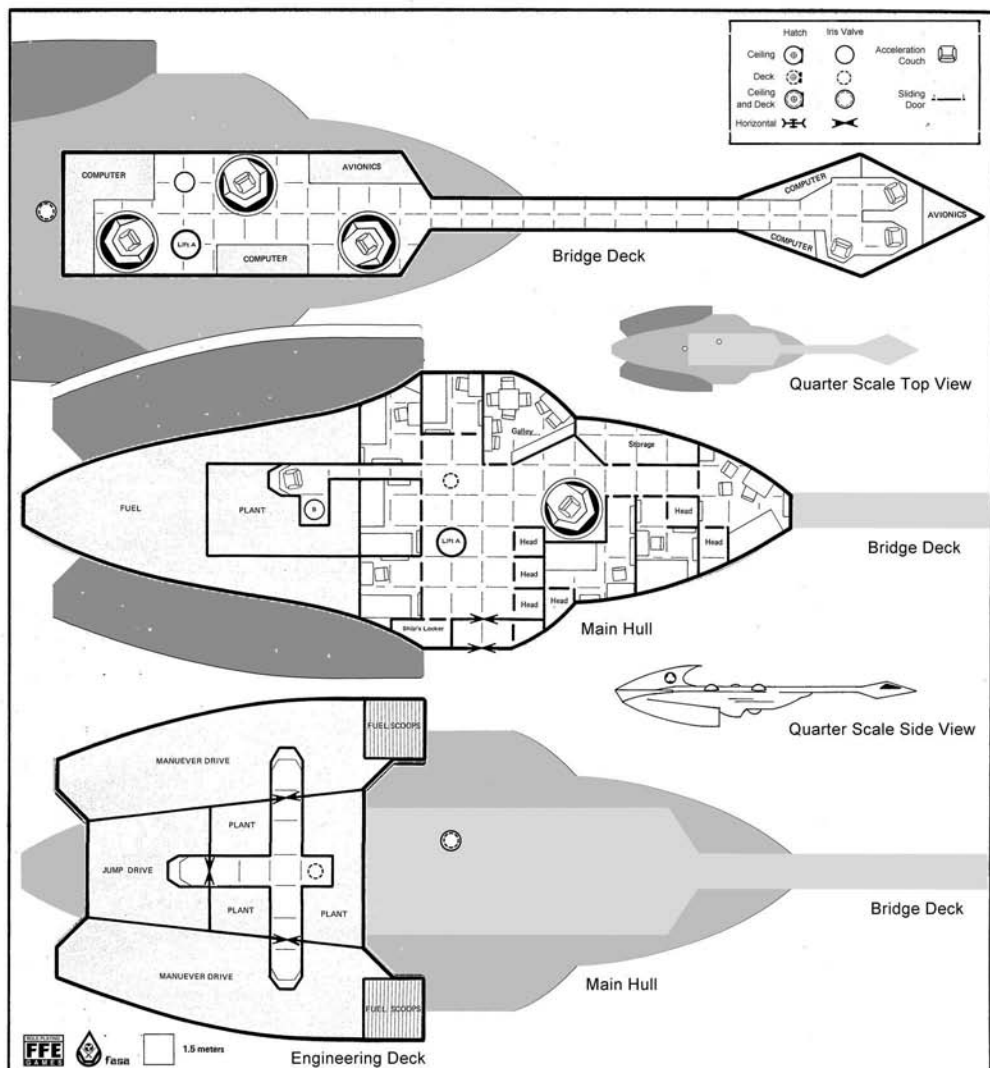 Hatch
Iris Valve
Ceiling
Acceleration
Couch
Deck
Ceiling
and Deck
Sliding
Door
Horizontal
COMPUTER
AVIONICS
LIFT A
COMPUTER
COMPUTER
COMPUTER
AVIONICS
Bridge Deck
Quarter Scale Top View
Galley
Storage
FUEL
PLANT
LIFT A
Head
Head
Head
Head
Head
Head
Ship's Locker
Bridge Deck
Main Hull
Quarter Scale Side View
FUEL SCOOPS
MANUEVER DRIVE
PLANT
JUMP DRIVE
PLANT
PLANT
MANUEVER DRIVE
FUEL SCOOPS
Bridge Deck
Main Hull
Engineering Deck
FFE
GAMES
fasa
1.5 meters